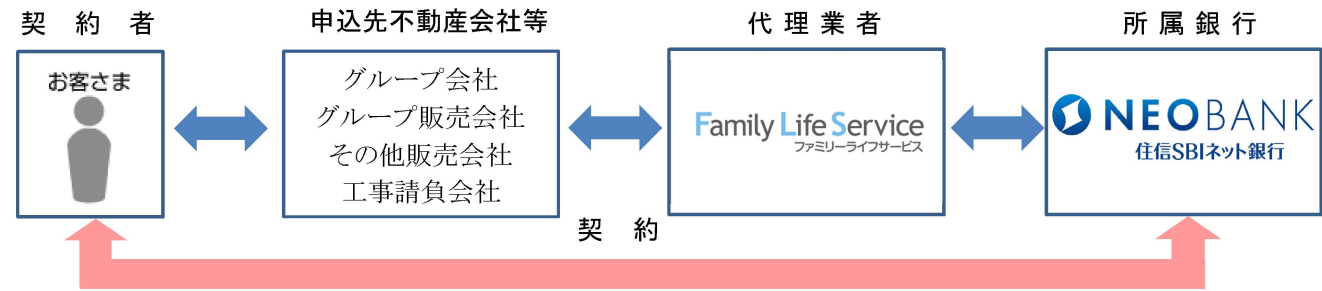 契約者
申込先不動産会社等
代理業者
所属銀行
お客さま
グループ会社
グループ販売会社
その他販売会社
工事請負会社
Family Life Service
ファミリーライフサービス
NEOBANK
住信SBIネット銀行
契約